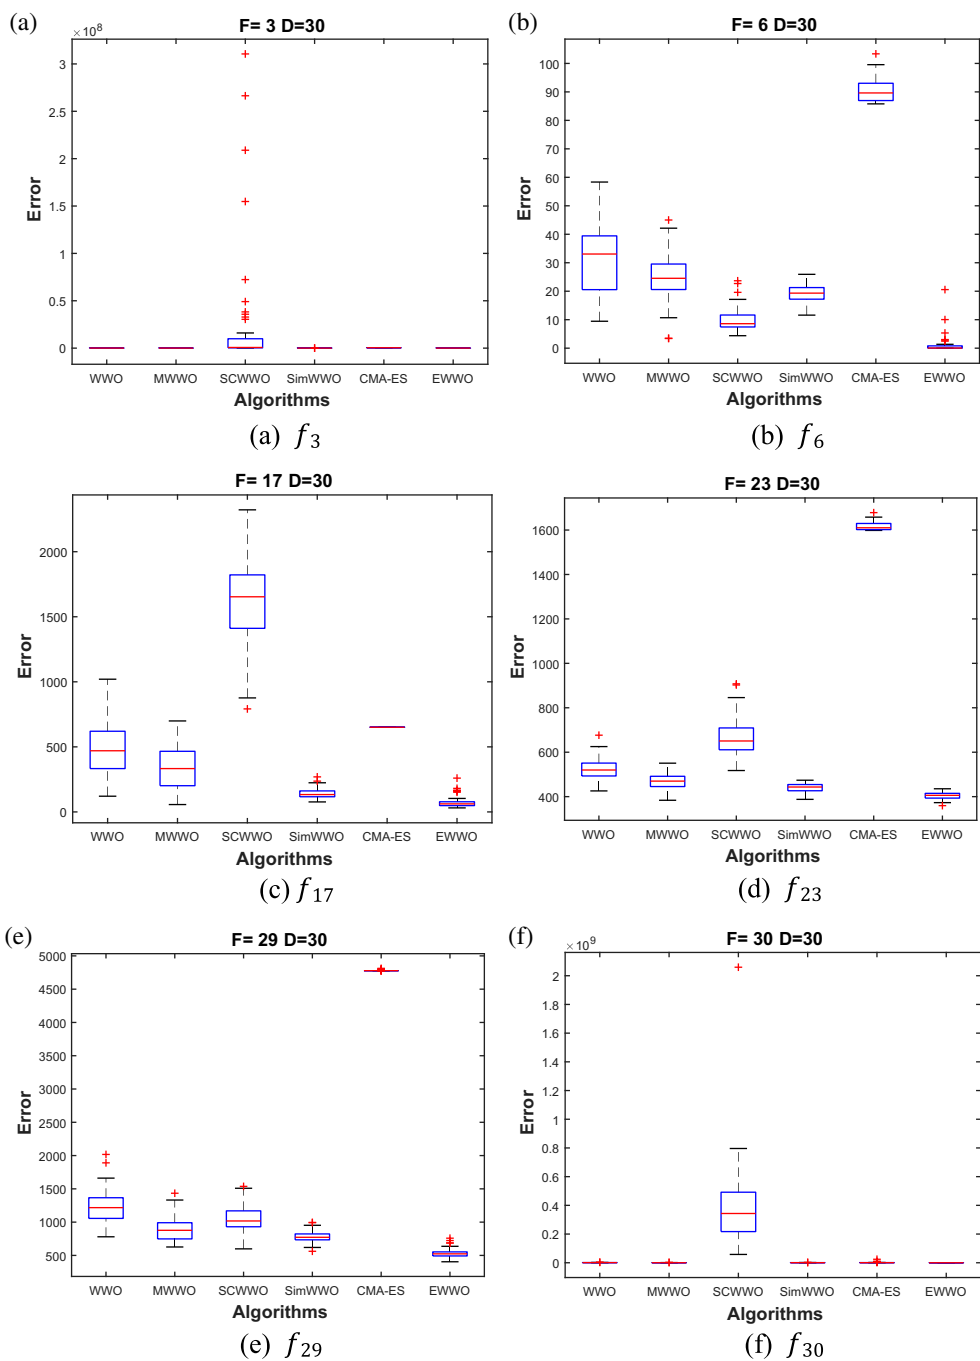 (a)
F= 3 D=30
×10^8
3
2.5
2
1.5
1
0.5
0
Error
WWO MWWO SCWWO SimWWO CMA-ES EWWO
Algorithms
(a) f_3
(b)
F= 6 D=30
100
90
80
70
60
50
40
30
20
10
0
Error
WWO MWWO SCWWO SimWWO CMA-ES EWWO
Algorithms
(b) f_6
F= 17 D=30
2000
1500
1000
500
0
Error
WWO MWWO SCWWO SimWWO CMA-ES EWWO
Algorithms
(c) f_17
F= 23 D=30
1600
1400
1200
1000
800
600
400
Error
WWO MWWO SCWWO SimWWO CMA-ES EWWO
Algorithms
(d) f_23
(e)
F= 29 D=30
5000
4500
4000
3500
3000
2500
2000
1500
1000
500
Error
WWO MWWO SCWWO SimWWO CMA-ES EWWO
Algorithms
(e) f_29
(f)
F= 30 D=30
×10^9
2
1.8
1.6
1.4
1.2
1
0.8
0.6
0.4
0.2
0
Error
WWO MWWO SCWWO SimWWO CMA-ES EWWO
Algorithms
(f) f_30